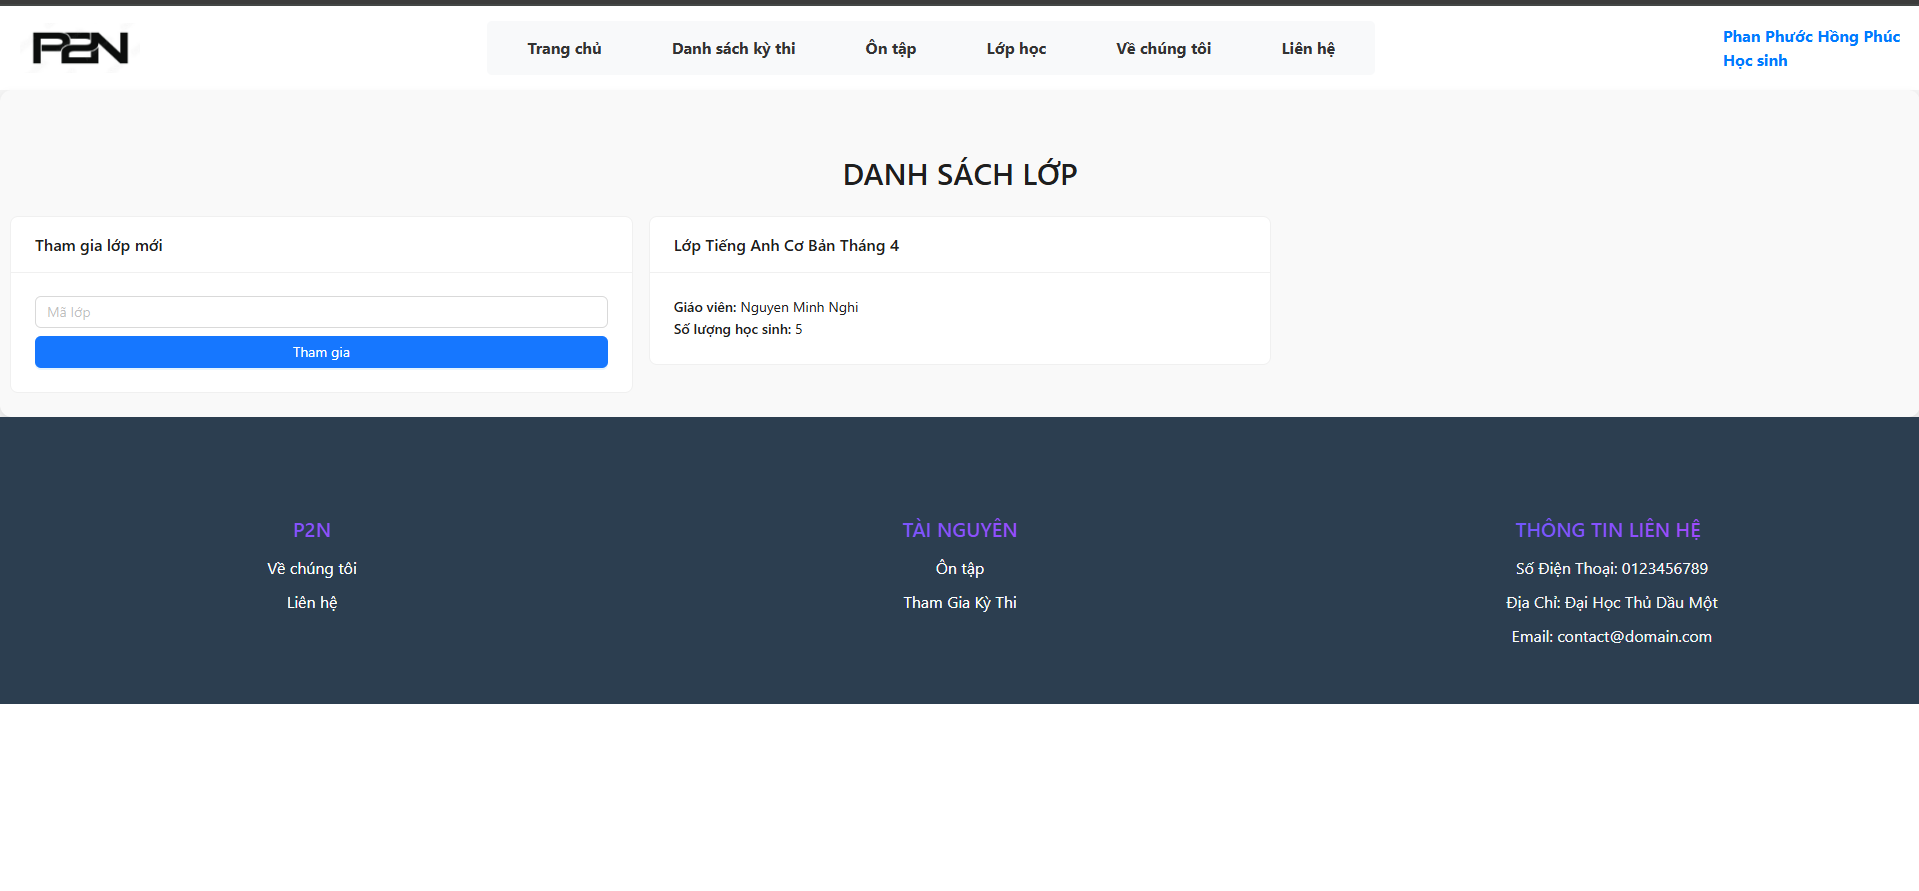 P2N
Trang chủ
Danh sách kỳ thi
Ôn tập
Lớp học
Về chúng tôi
Liên hệ
Phan Phước Hồng Phúc
Học sinh
DANH SÁCH LỚP
Tham gia lớp mới
Mã lớp
Tham gia
Lớp Tiếng Anh Cơ Bản Tháng 4
Giáo viên: Nguyen Minh Nghi
Số lượng học sinh: 5
P2N
Về chúng tôi
Liên hệ
TÀI NGUYÊN
Ôn tập
Tham Gia Kỳ Thi
THÔNG TIN LIÊN HỆ
Số Điện Thoại: 0123456789
Địa Chỉ: Đại Học Thủ Dầu Một
Email: contact@domain.com